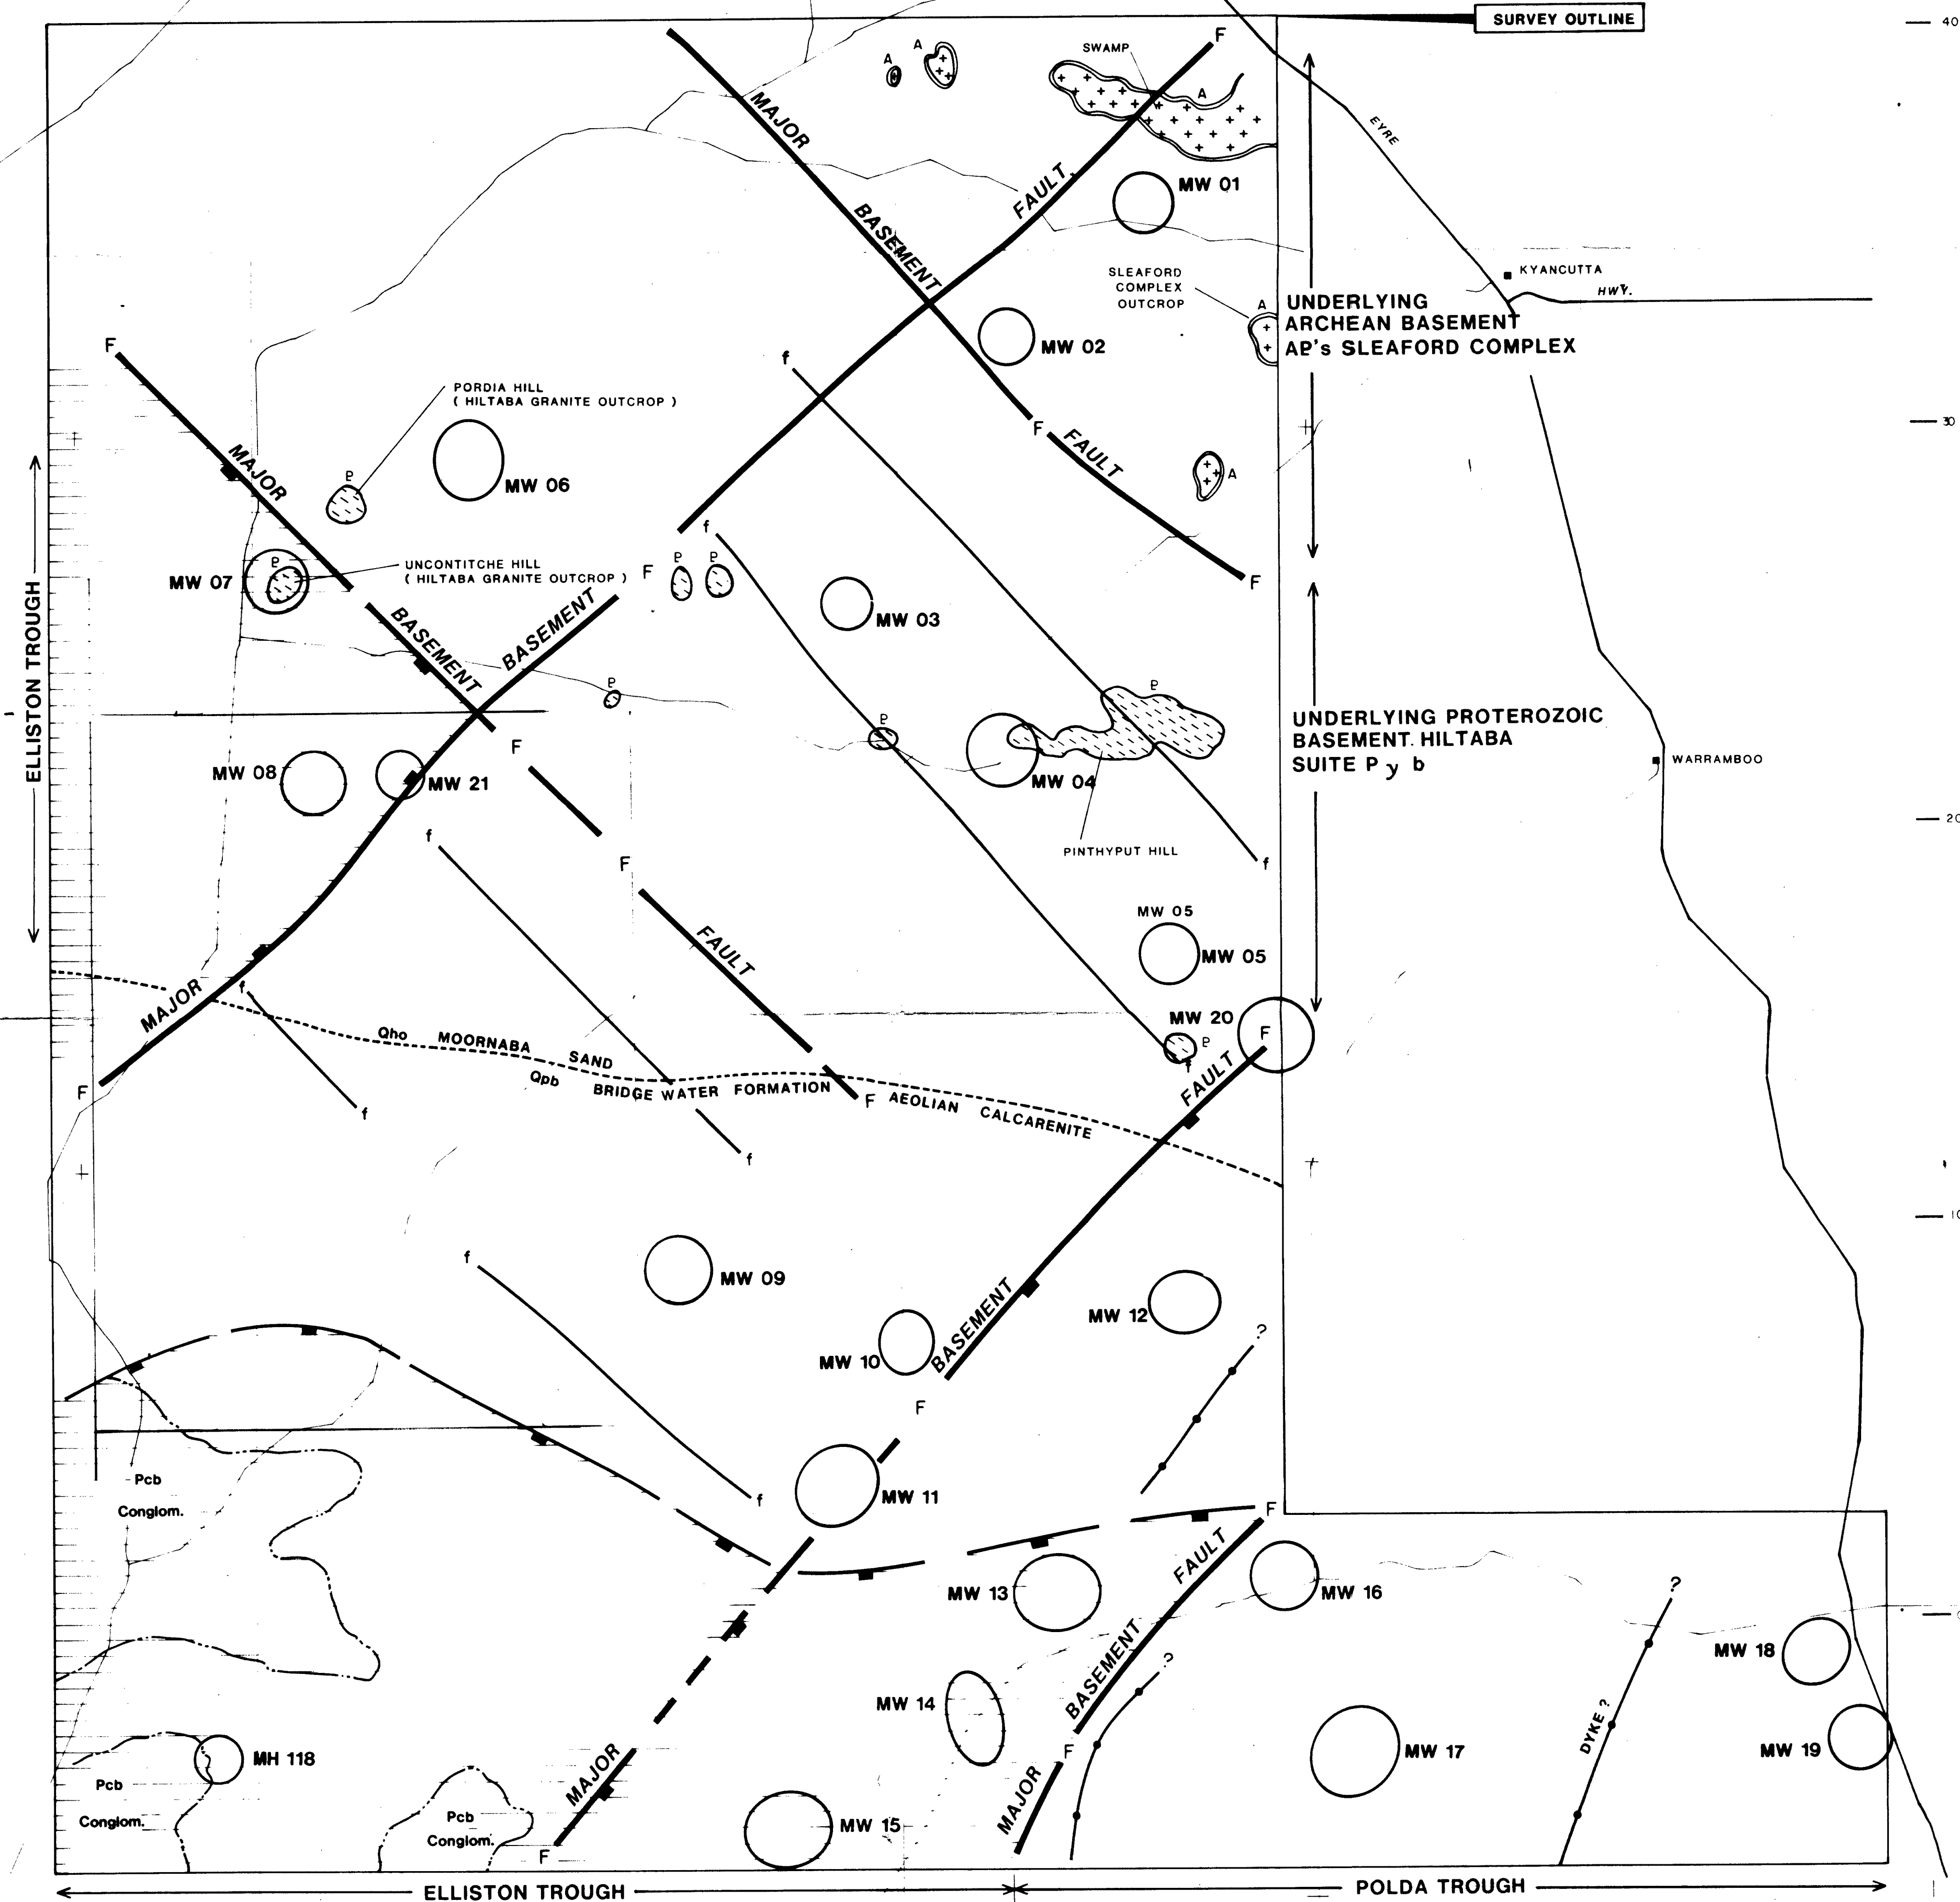 SURVEY OUTLINE
40
SWAMP
F
A
A
A
EYRE
MAJOR
FAULT
MW 01
BASEMENT
SLEAFORD
COMPLEX
OUTCROP
KYANCUTTA
HWY.
A
UNDERLYING
ARCHEAN BASEMENT
AP's SLEAFORD COMPLEX
MW 02
F
f
PORDIA HILL
( HILTABA GRANITE OUTCROP )
30
F
FAULT
MAJOR
P
MW 06
A
f
UNCONTITCHE HILL
( HILTABA GRANITE OUTCROP )
MW 07
P
F
P
P
F
ELLISTON TROUGH
BASEMENT
BASEMENT
MW 03
P
P
P
UNDERLYING PROTEROZOIC
BASEMENT. HILTABA
SUITE P γ b
F
WARRAMBOO
MW 08
MW 21
MW 04
20
f
PINTHYPUT HILL
F
f
MW 05
FAULT
MW 05
MAJOR
f
MW 20
F
P
f
Qho MOORNABA SAND
Qpb BRIDGE WATER FORMATION
AEOLIAN CALCARENITE
FAULT
F
F
f
f
10
f
MW 09
BASEMENT
MW 12
MW 10
?
F
Pcb
Conglom.
f
MW 11
F
FAULT
MW 13
MW 16
?
0
BASEMENT
MW 18
?
MW 14
DYKE ?
MH 118
F
MW 17
MW 19
MAJOR
MAJOR
Pcb
Conglom.
Pcb
Conglom.
MW 15
F
ELLISTON TROUGH
POLDA TROUGH